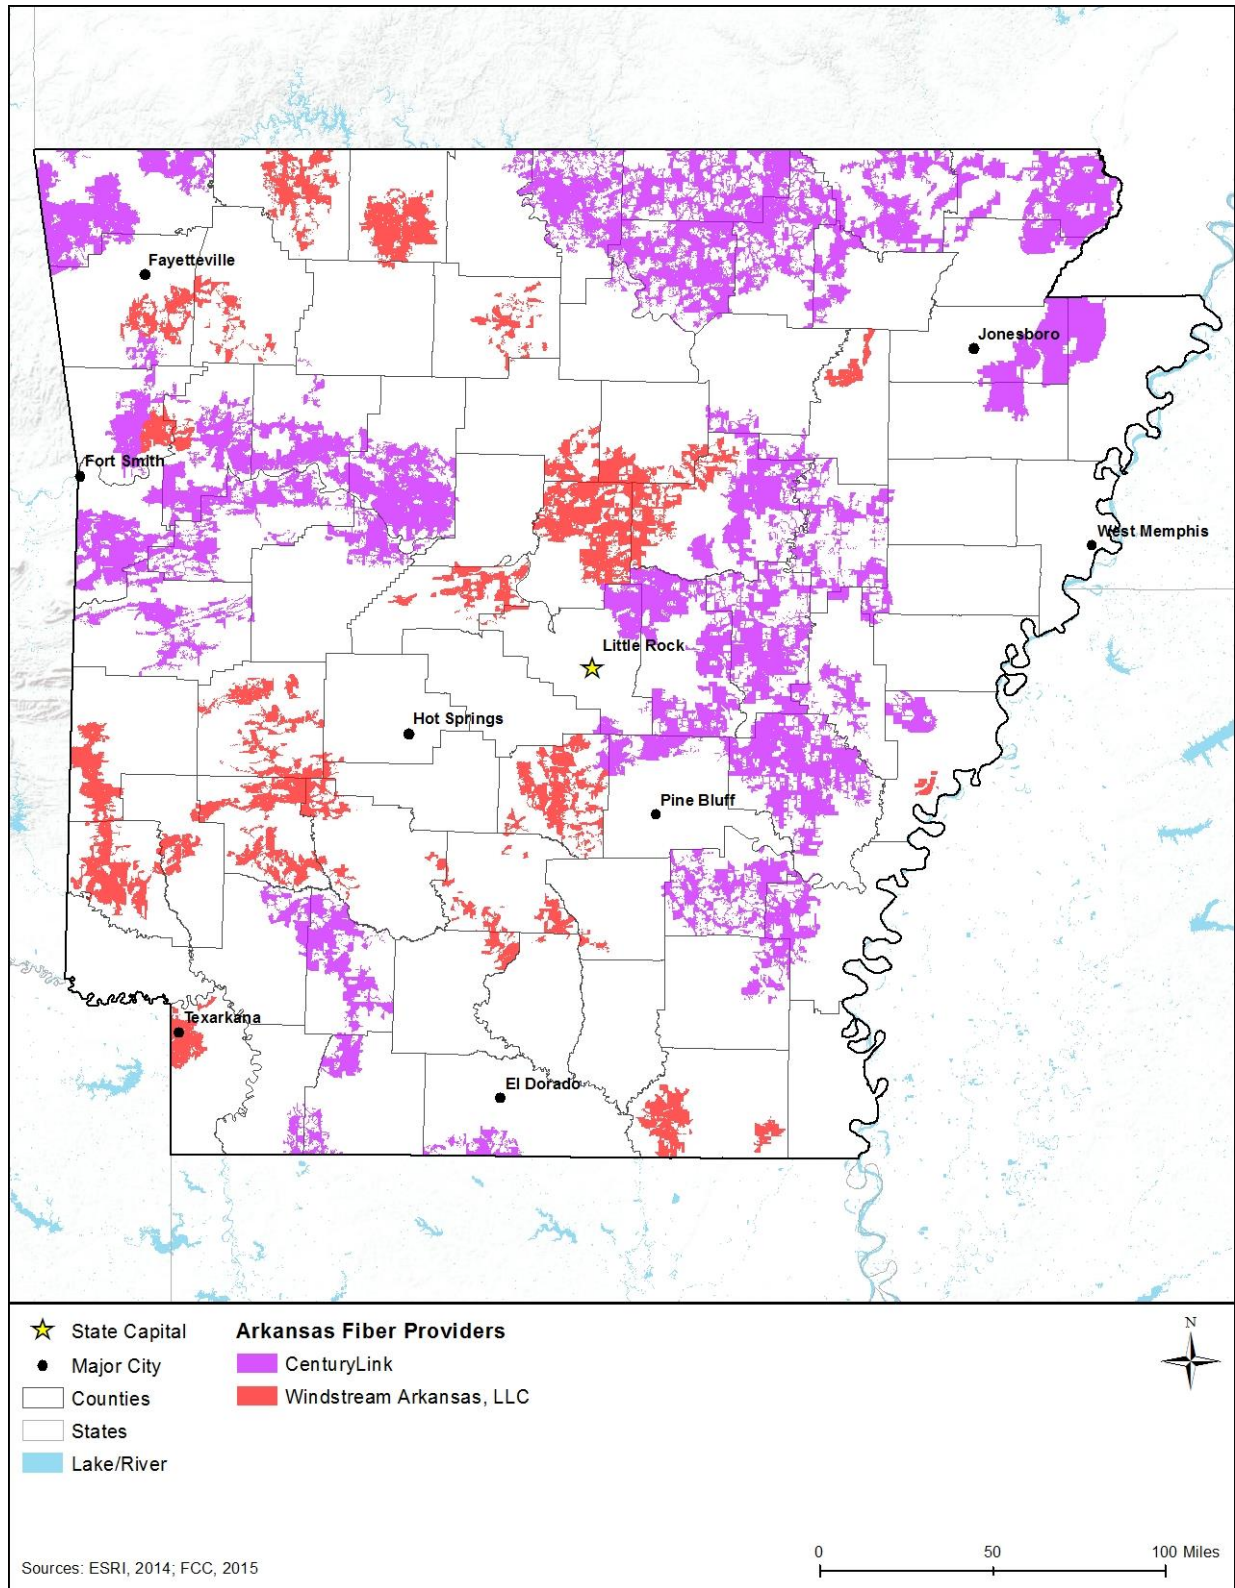 Fayetteville
Jonesboro
Fort Smith
West Memphis
Little Rock
Hot Springs
Pine Bluff
Texarkana
El Dorado
State Capital
Major City
Counties
States
Lake/River
Arkansas Fiber Providers
CenturyLink
Windstream Arkansas, LLC
N
Sources: ESRI, 2014; FCC, 2015
0 50 100 Miles